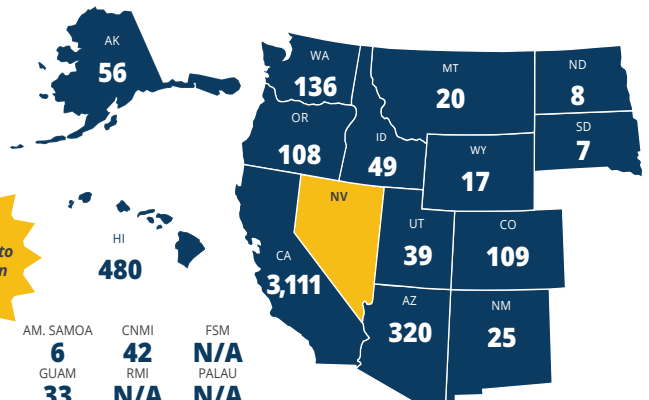 AK
56
WA
136
MT
20
ND
8
OR
108
ID
49
SD
7
WY
17
NV
HI
480
CA
3,111
UT
39
CO
109
AZ
320
NM
25
to
n
AM. SAMOA CNMI FSM
6 42 N/A
GUAM RMI PALAU
33 N/A N/A